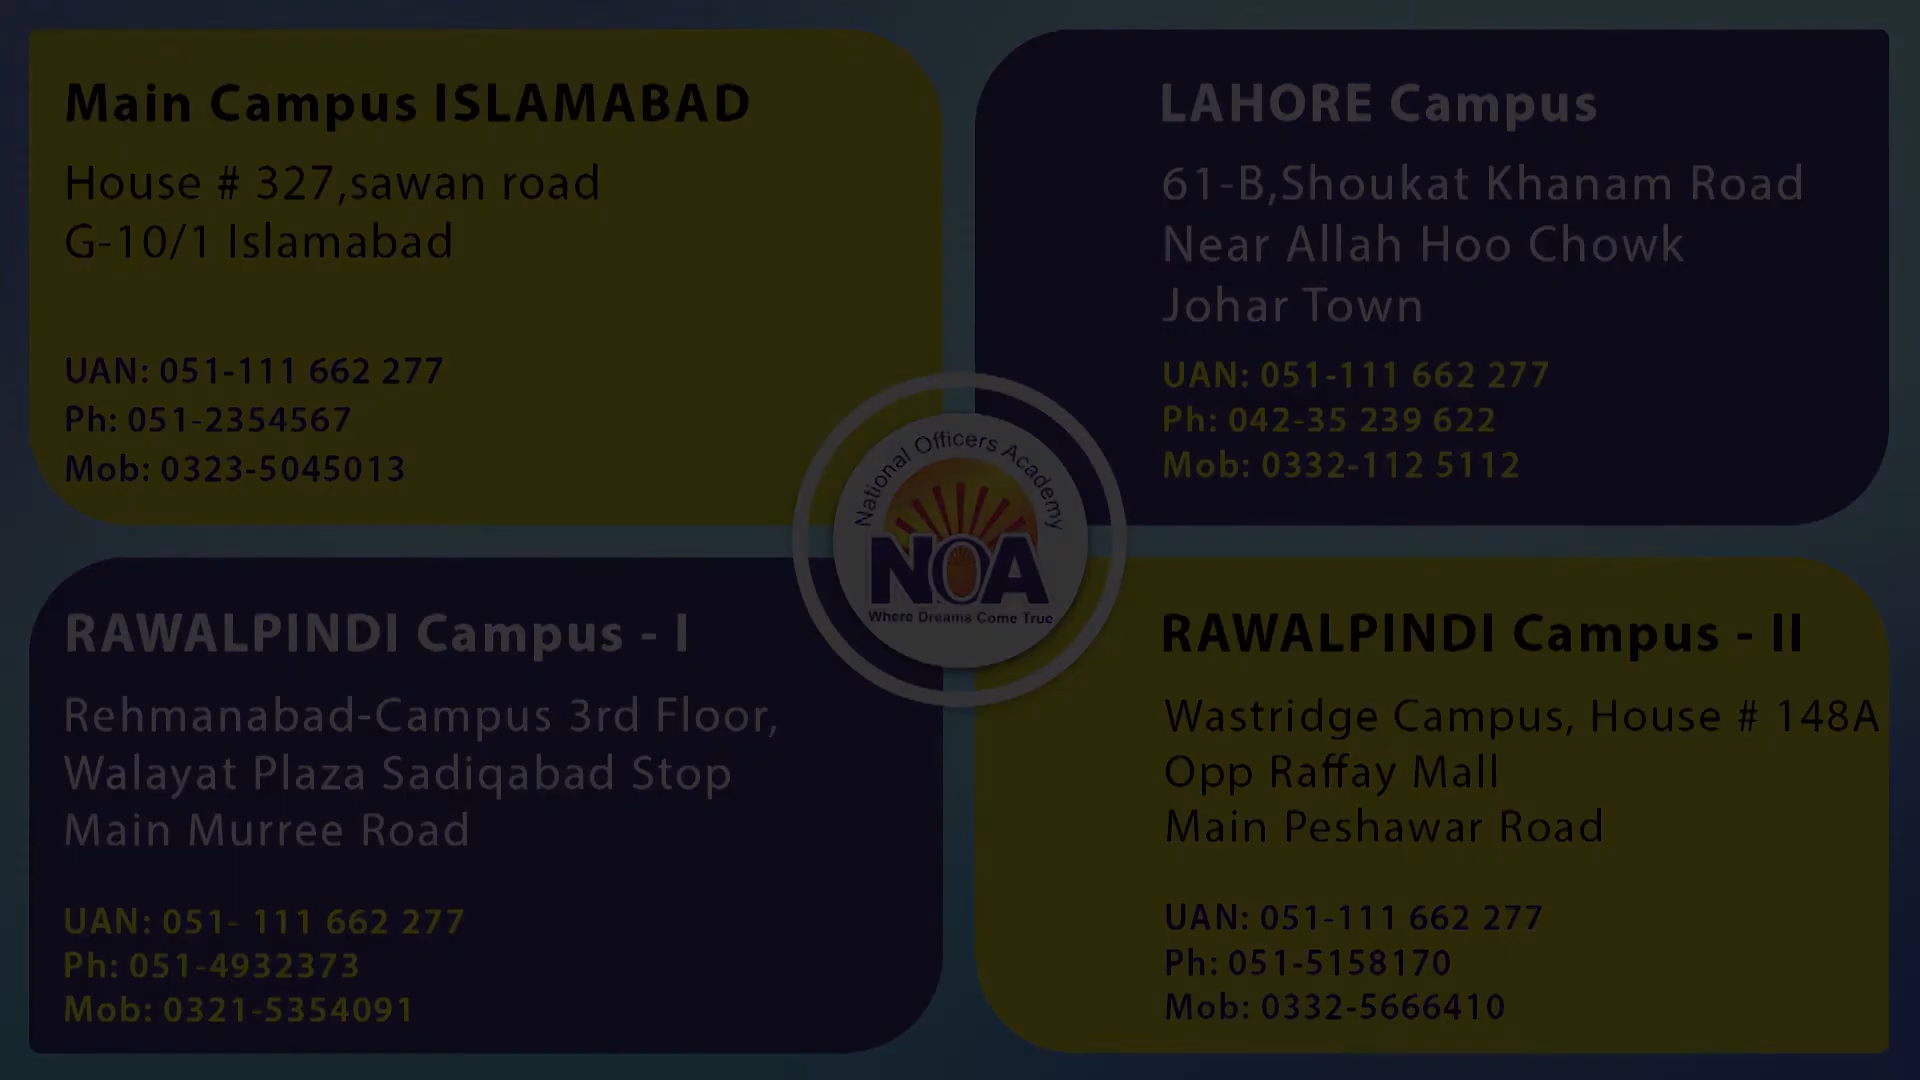 Main Campus ISLAMABAD
House # 327,sawan road
G-10/1 Islamabad
UAN: 051-111 662 277
Ph: 051-2354567
Mob: 0323-5045013
LAHORE Campus
61-B,Shoukat Khanam Road
Near Allah Hoo Chowk
Johar Town
UAN: 051-111 662 277
Ph: 042-35 239 622
Mob: 0332-112 5112
National Officers Academy
NOA
Where Dreams Come True
RAWALPINDI Campus - I
Rehmanabad-Campus 3rd Floor,
Walayat Plaza Sadiqabad Stop
Main Murree Road
UAN: 051- 111 662 277
Ph: 051-4932373
Mob: 0321-5354091
RAWALPINDI Campus - II
Wastridge Campus, House # 148A
Opp Raffay Mall
Main Peshawar Road
UAN: 051-111 662 277
Ph: 051-5158170
Mob: 0332-5666410